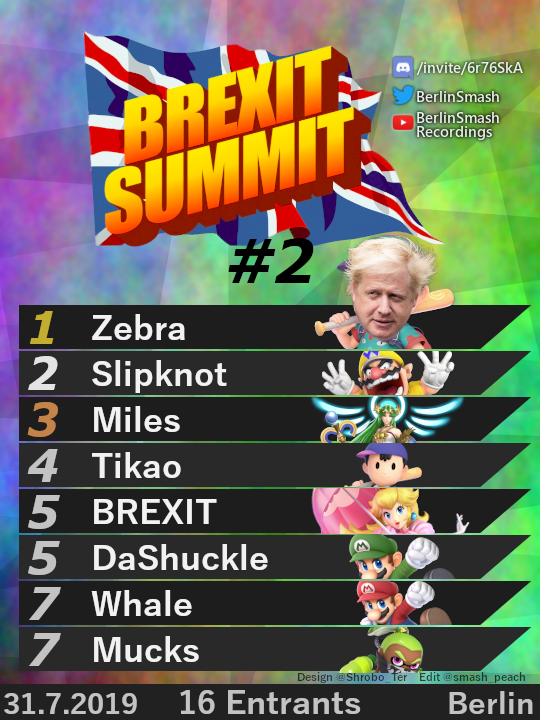 BREXIT
SUMMIT
#2
/invite/6r76SkA
BerlinSmash
BerlinSmash
Recordings
1 Zebra
2 Slipknot
3 Miles
4 Tikao
5 BREXIT
5 DaShuckle
7 Whale
7 Mucks
Design @Shrobo_Ter Edit @smash_peach
31.7.2019 16 Entrants Berlin